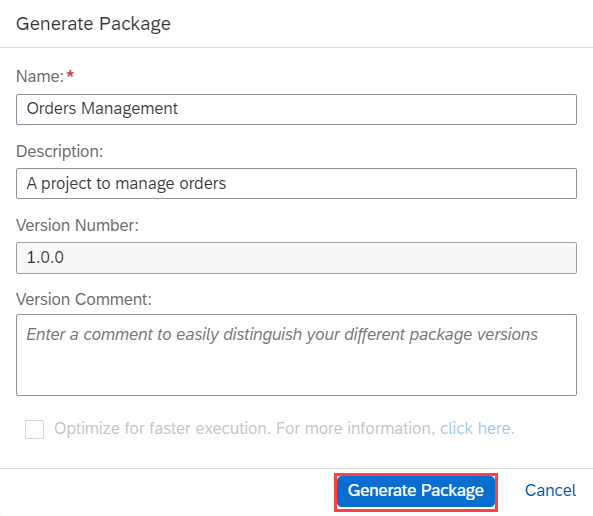 Generate Package
Name:*
Orders Management
Description:
A project to manage orders
Version Number:
1.0.0
Version Comment:
Enter a comment to easily distinguish your different package versions
Optimize for faster execution. For more information, click here.
Generate Package Cancel